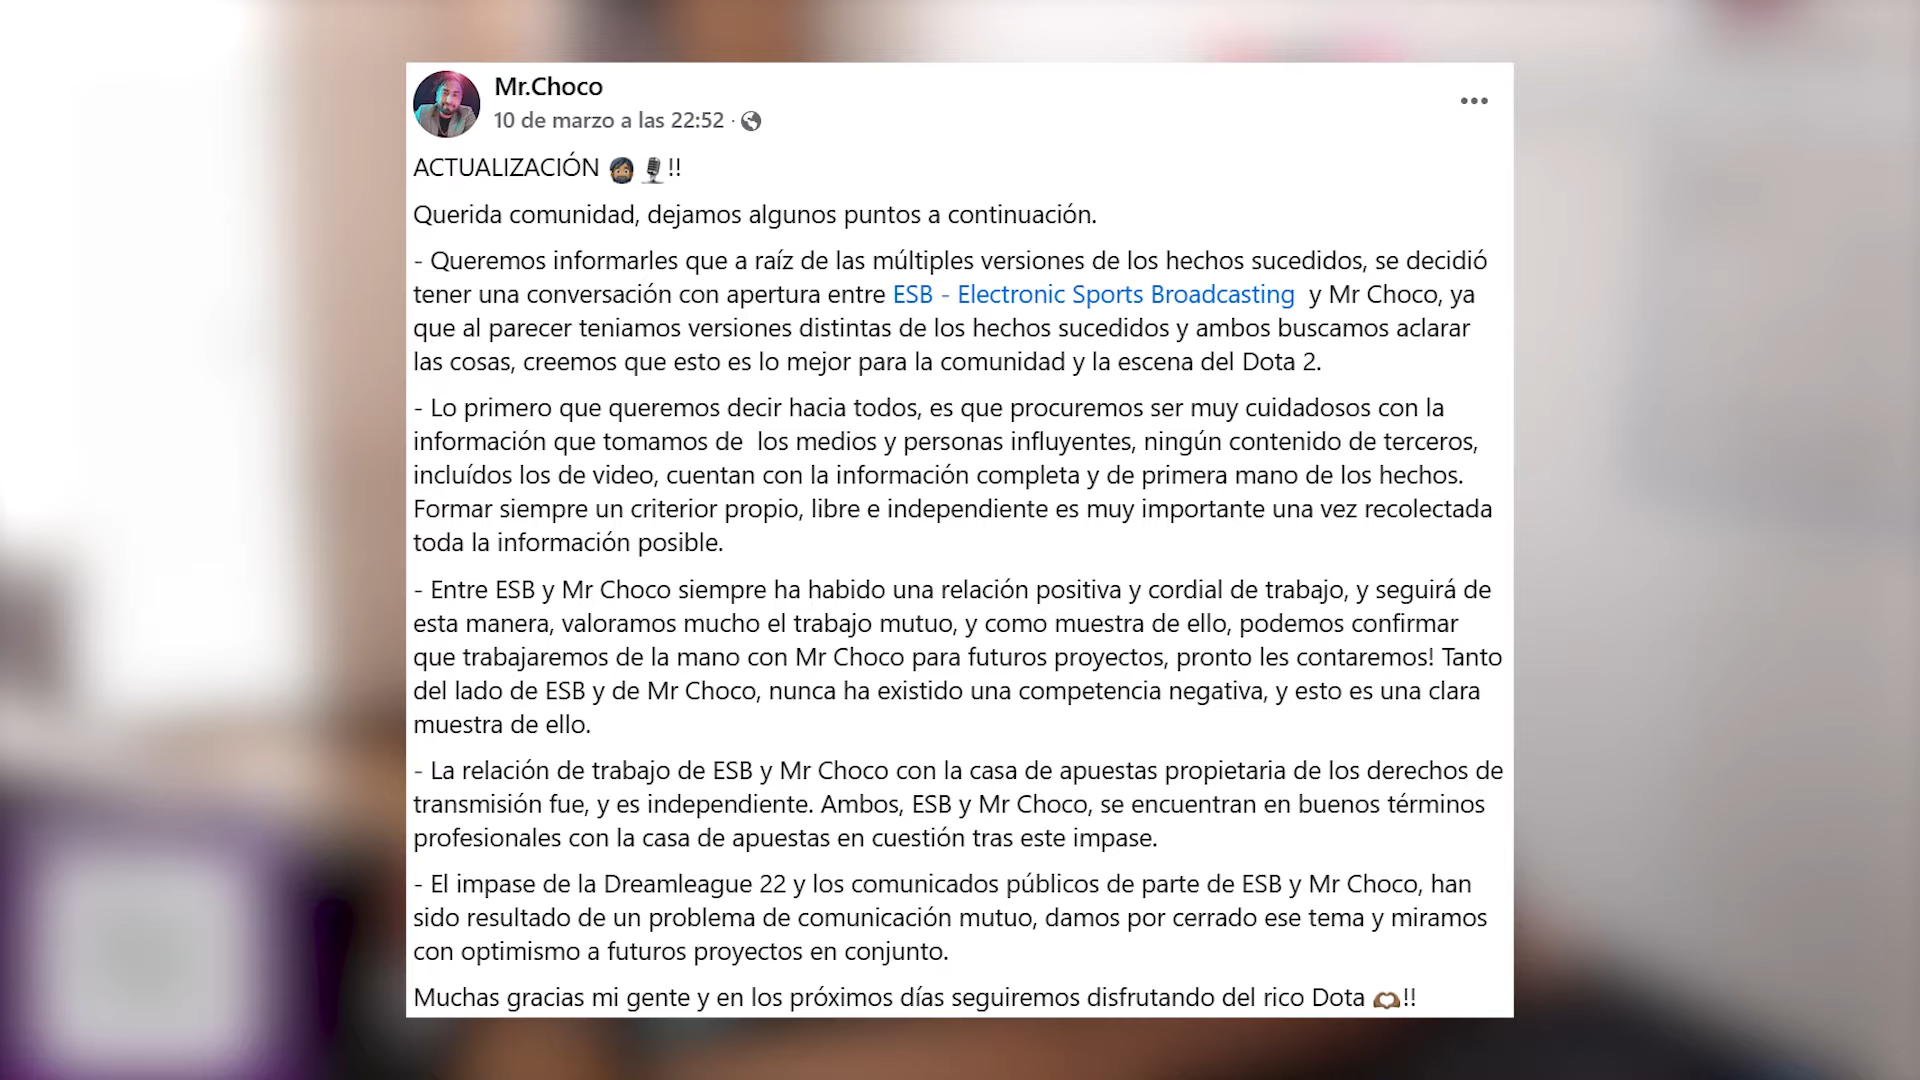 Mr.Choco
10 de marzo a las 22:52 ·
ACTUALIZACIÓN 🧔🏾🎙️!!
Querida comunidad, dejamos algunos puntos a continuación.
- Queremos informarles que a raíz de las múltiples versiones de los hechos sucedidos, se decidió
tener una conversación con apertura entre ESB - Electronic Sports Broadcasting y Mr Choco, ya
que al parecer teniamos versiones distintas de los hechos sucedidos y ambos buscamos aclarar
las cosas, creemos que esto es lo mejor para la comunidad y la escena del Dota 2.
- Lo primero que queremos decir hacia todos, es que procuremos ser muy cuidadosos con la
información que tomamos de los medios y personas influyentes, ningún contenido de terceros,
incluídos los de video, cuentan con la información completa y de primera mano de los hechos.
Formar siempre un criterior propio, libre e independiente es muy importante una vez recolectada
toda la información posible.
- Entre ESB y Mr Choco siempre ha habido una relación positiva y cordial de trabajo, y seguirá de
esta manera, valoramos mucho el trabajo mutuo, y como muestra de ello, podemos confirmar
que trabajaremos de la mano con Mr Choco para futuros proyectos, pronto les contaremos! Tanto
del lado de ESB y de Mr Choco, nunca ha existido una competencia negativa, y esto es una clara
muestra de ello.
- La relación de trabajo de ESB y Mr Choco con la casa de apuestas propietaria de los derechos de
transmisión fue, y es independiente. Ambos, ESB y Mr Choco, se encuentran en buenos términos
profesionales con la casa de apuestas en cuestión tras este impase.
- El impase de la Dreamleague 22 y los comunicados públicos de parte de ESB y Mr Choco, han
sido resultado de un problema de comunicación mutuo, damos por cerrado ese tema y miramos
con optimismo a futuros proyectos en conjunto.
Muchas gracias mi gente y en los próximos días seguiremos disfrutando del rico Dota 🫶🏾!!